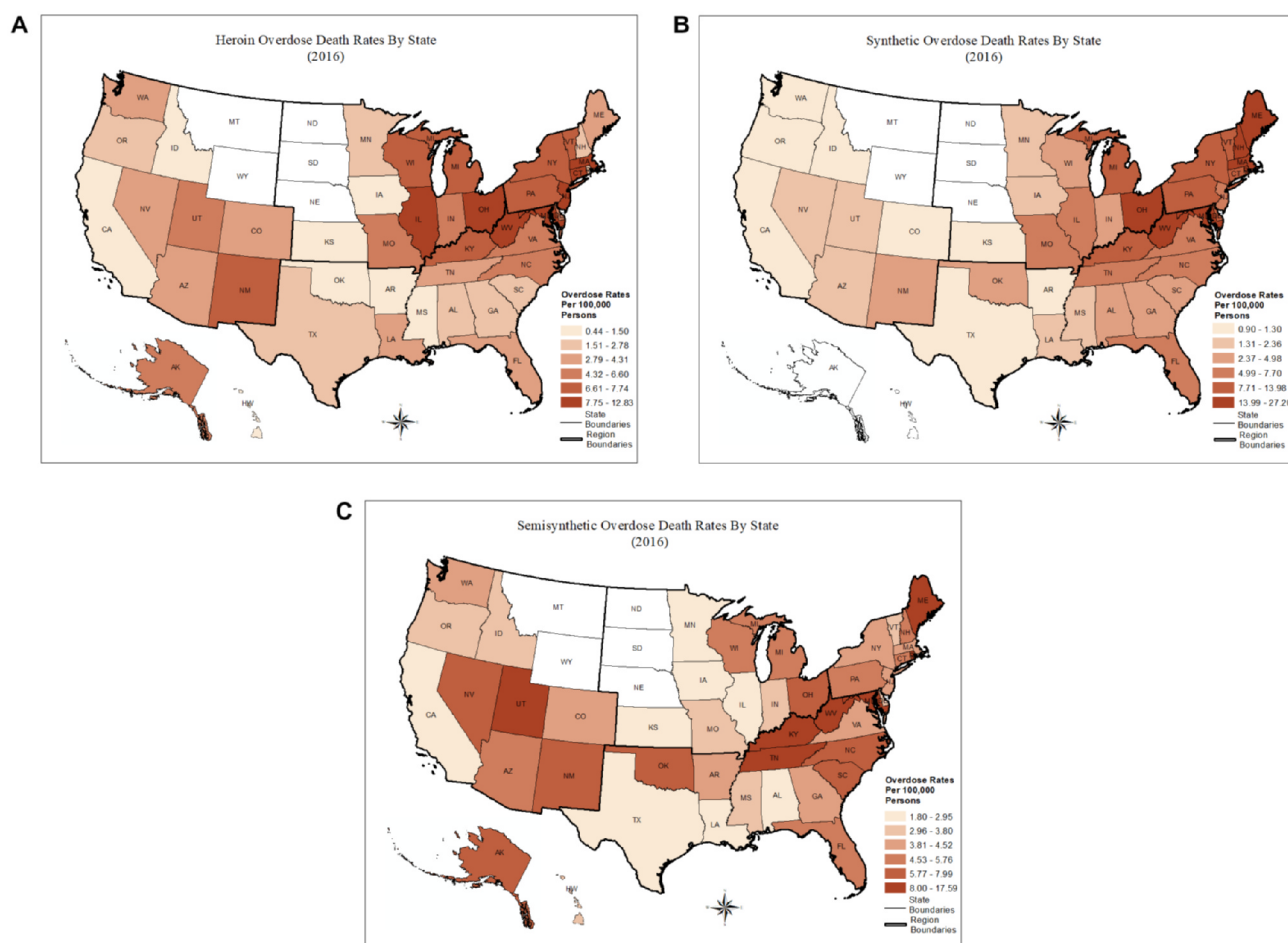 A
Heroin Overdose Death Rates By State
(2016)
WA
OR
ID
MT
WY
ND
SD
NE
MN
IA
WI
MI
MI
IL
IN
OH
KS
MO
KY
WV
VA
PA
NY
VT
NH
ME
MA
CT
NV
UT
CO
CA
AZ
NM
OK
AR
TN
NC
SC
TX
LA
MS
AL
GA
FL
AK
HW
Overdose Rates
Per 100,000
Persons
0.44 - 1.50
1.51 - 2.78
2.79 - 4.31
4.32 - 6.60
6.61 - 7.74
7.75 - 12.83
State
Boundaries
Region
Boundaries
B
Synthetic Overdose Death Rates By State
(2016)
WA
OR
ID
MT
WY
ND
SD
NE
MN
IA
WI
MI
MI
IL
IN
OH
KS
MO
KY
WV
VA
PA
NY
VT
NH
ME
MA
CT
NV
UT
CO
CA
AZ
NM
OK
AR
TN
NC
SC
TX
LA
MS
AL
GA
FL
AK
HW
Overdose Rates
Per 100,000
Persons
0.90 - 1.30
1.31 - 2.36
2.37 - 4.98
4.99 - 7.70
7.71 - 13.98
State
Boundaries
Region
Boundaries
C
Semisynthetic Overdose Death Rates By State
(2016)
WA
OR
ID
MT
WY
ND
SD
NE
MN
IA
WI
MI
MI
IL
IN
OH
KS
MO
KY
WV
VA
PA
NY
VT
NH
ME
MA
CT
NV
UT
CO
CA
AZ
NM
OK
AR
TN
NC
SC
TX
LA
MS
AL
GA
FL
AK
HW
Overdose Rates
Per 100,000
Persons
1.80 - 2.95
2.96 - 3.80
3.81 - 4.52
4.53 - 5.76
5.77 - 7.99
8.00 - 17.59
State
Boundaries
Region
Boundaries